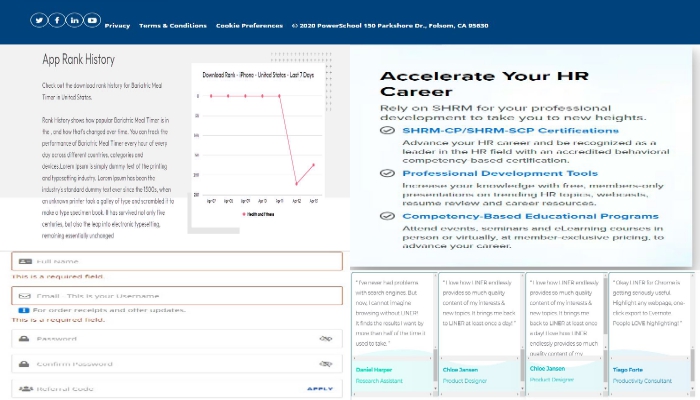 Privacy Terms & Conditions Cookie Preferences © 2020 PowerSchool 150 Parkshore Dr., Folsom, CA 95630
App Rank History
Check out the download rank history for Bariatric Meal
Timer in United States.
Rank History shows how popular Bariatric Meal Timer is in
the , and how that's changed over time. You can track the
performance of Bariatric Meal Timer every hour of every
day across different countries, categories and
devices.Lorem Ipsum is simply dummy text of the printing
and typesetting industry. Lorem Ipsum has been the
industry's standard dummy text ever since the 1500s, when
an unknown printer took a galley of type and scrambled it to
make a type specimen book. It has survived not only five
centuries, but also the leap into electronic typesetting,
remaining essentially unchanged
Download Rank - iPhone - United States - Last 7 Days
0
Health and Fitness
Accelerate Your HR
Career
Rely on SHRM for your professional
development to take you to new heights.
SHRM-CP/SHRM-SCP Certifications
Advance your HR career and be recognized as a
leader in the HR field with an accredited behavioral
competency-based certification.
Professional Development Tools
Increase your knowledge with free, members-only
presentations on trending HR topics, webcasts,
resume review and career resources.
Competency-Based Educational Programs
Attend events, seminars and eLearning courses in
person or virtually, at member-exclusive pricing, to
advance your career.
Full Name
This is a required field.
Email - This is your Username
For order receipts and other updates.
This is a required field.
Password
Confirm Password
Referral Code APPLY
"I've never had problems
with search engines. But
now, I cannot imagine
browsing without LINER!
It finds the results I want by
more than half of the time it
used to take."
Daniel Harper
Research Assistant
"I love how LINER endlessly
provides so much quality
content of my interests &
new topics. It brings me back
to LINER at least once a day!"
Chloe Jansen
Product Designer
"I love how LINER endlessly
provides so much quality
content of my interests &
new topics. It brings me
back to LINER at least once
a day! I love how LINER
endlessly provides so much
quality content of my
Chloe Jansen
Product Designer
"Okay LINER for Chrome is
getting seriously useful.
Highlight any webpage, one-
click export to Evernote.
People LOVE highlighting! "
Tiago Forte
Productivity Consultant